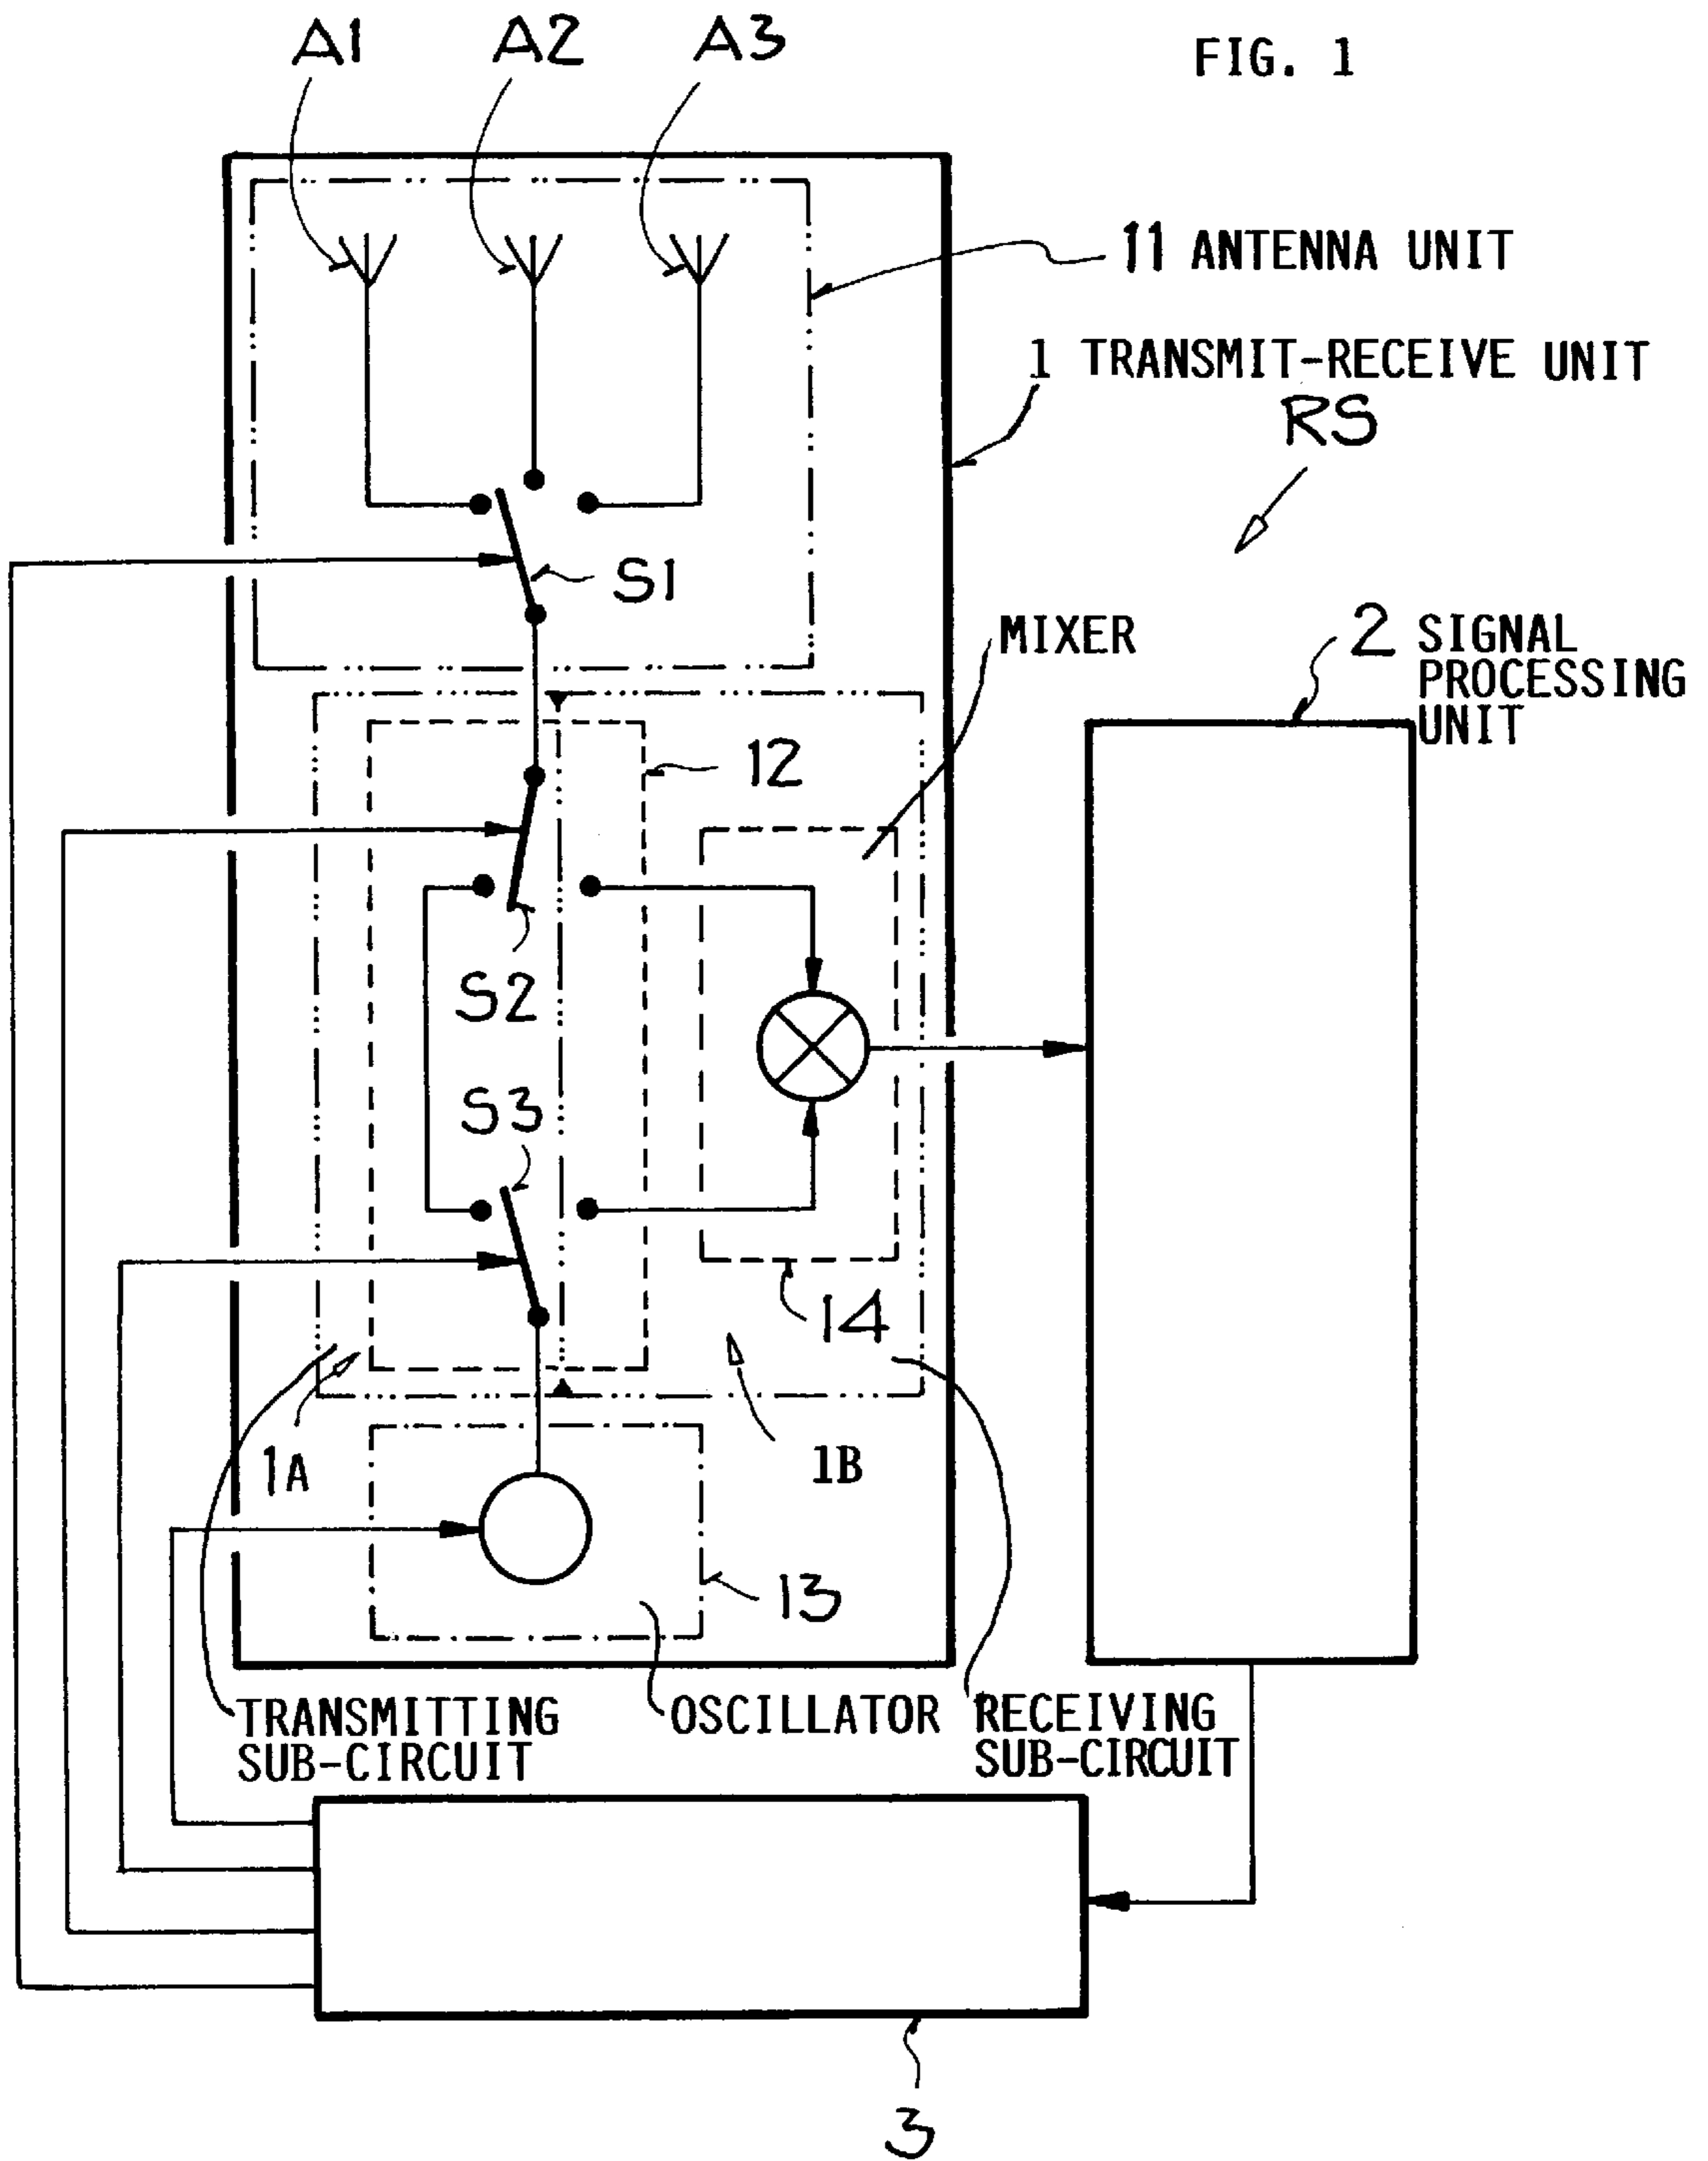 A1 A2 A3
FIG. 1
11 ANTENNA UNIT
1 TRANSMIT-RECEIVE UNIT
RS
S1
MIXER
2 SIGNAL
PROCESSING
UNIT
12
S2
S3
14
1A
1B
13
TRANSMITTING
SUB-CIRCUIT
OSCILLATOR
RECEIVING
SUB-CIRCUIT
3